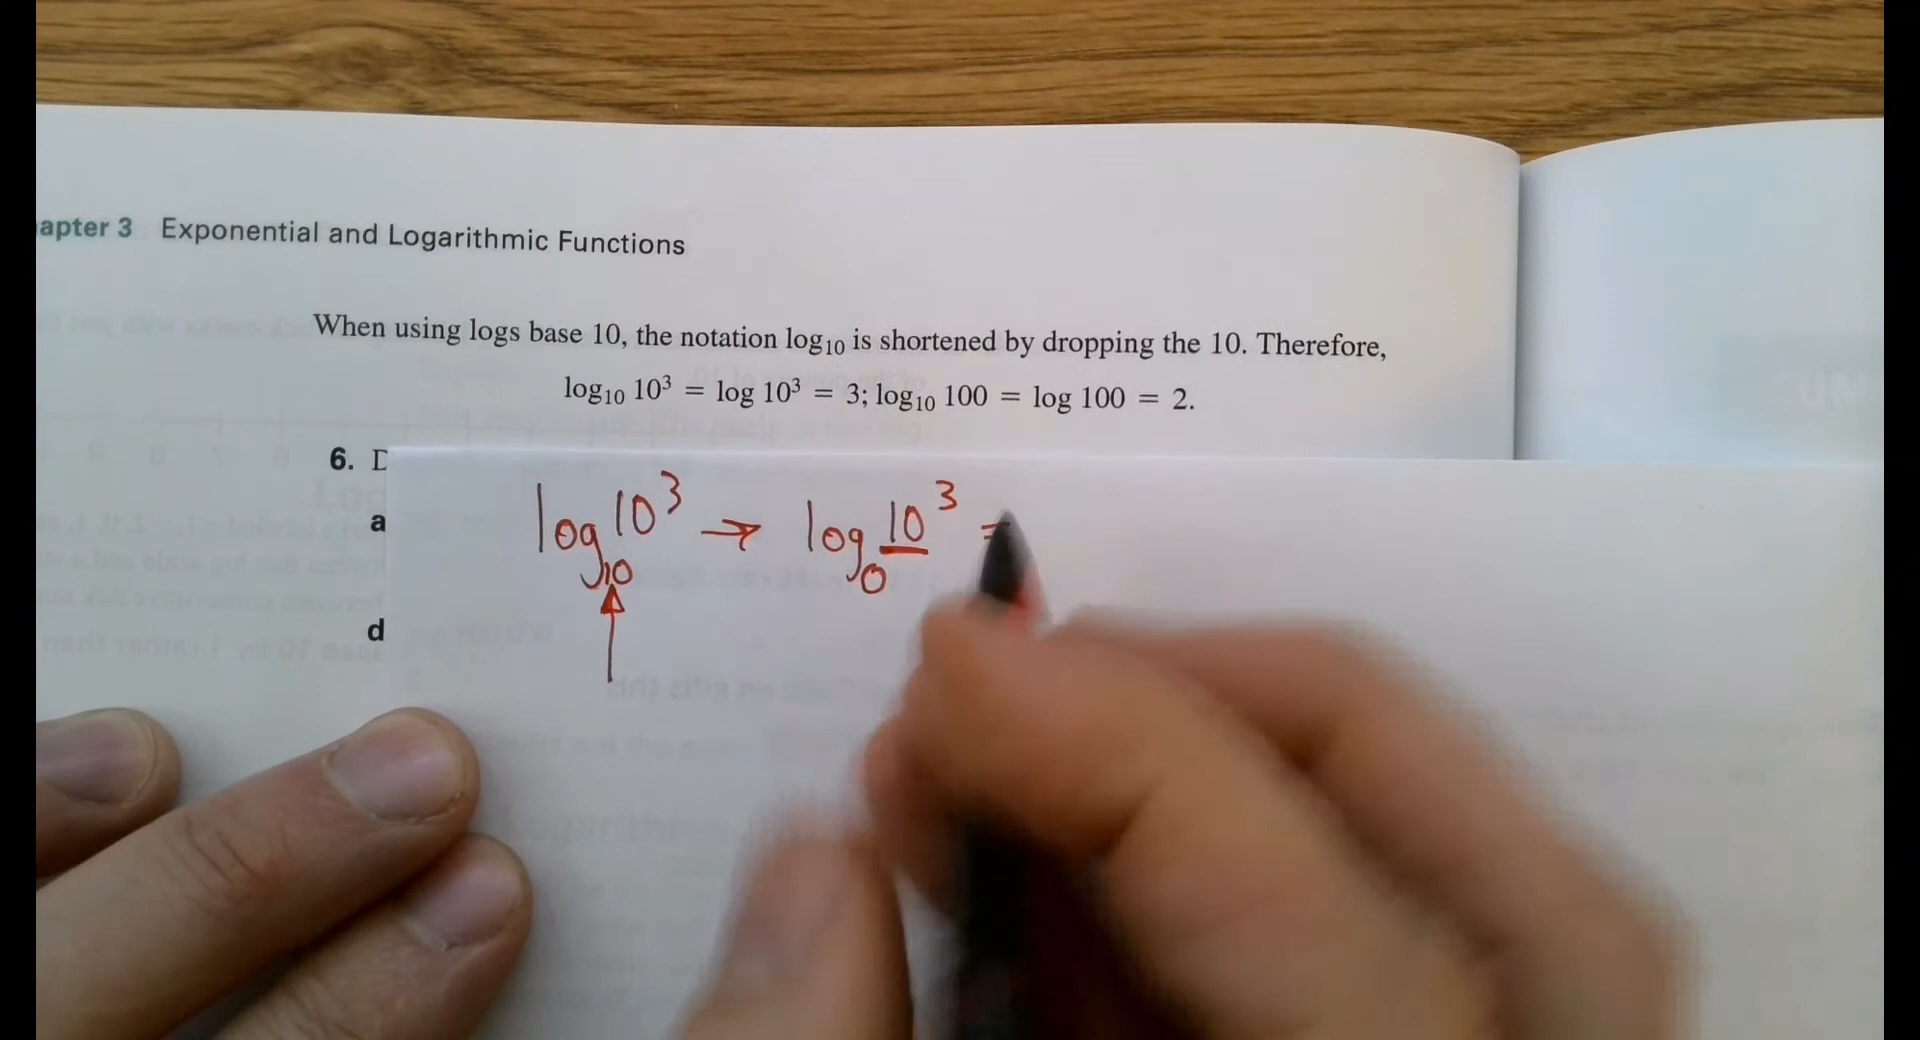 apter 3 Exponential and Logarithmic Functions
When using logs base 10, the notation log₁₀ is shortened by dropping the 10. Therefore,
log₁₀ 10³ = log 10³ = 3; log₁₀ 100 = log 100 = 2.
6.
a
log₁₀ 10³ → log₀ 10³ =
d